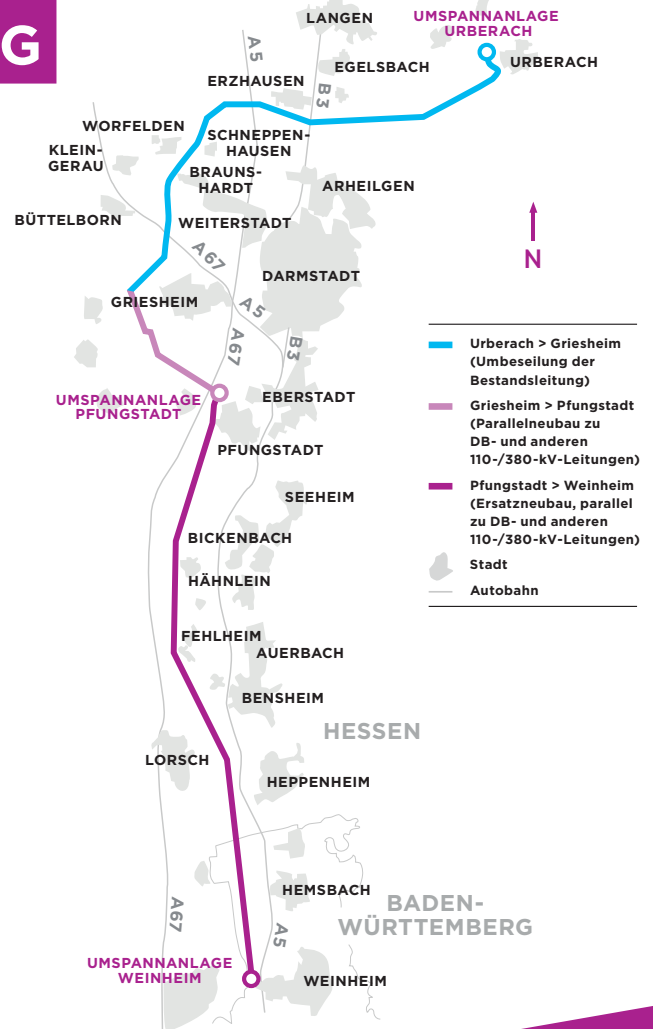 G
LANGEN
UMSPANNANLAGE
URBERACH
A 5
EGELSBACH
URBERACH
ERZHAUSEN
B 3
WORFELDEN
SCHNEPPEN-
HAUSEN
KLEIN-
GERAU
BRAUNS-
HARDT
ARHEILGEN
BÜTTELBORN
WEITERSTADT
A67
N
DARMSTADT
GRIESHEIM
A 5
A67
B3
UMSPANNANLAGE
PFUNGSTADT
EBERSTADT
PFUNGSTADT
SEEHEIM
BICKENBACH
HÄHNLEIN
FEHLHEIM
AUERBACH
BENSHEIM
HESSEN
LORSCH
HEPPENHEIM
HEMSBACH
BADEN-
WÜRTTEMBERG
A67
A5
UMSPANNANLAGE
WEINHEIM
WEINHEIM
Urberach > Griesheim
(Umbeseilung der
Bestandsleitung)
Griesheim > Pfungstadt
(Parallelneubau zu
DB- und anderen
110-/380-kV-Leitungen)
Pfungstadt > Weinheim
(Ersatzneubau, parallel
zu DB- und anderen
110-/380-kV-Leitungen)
Stadt
Autobahn